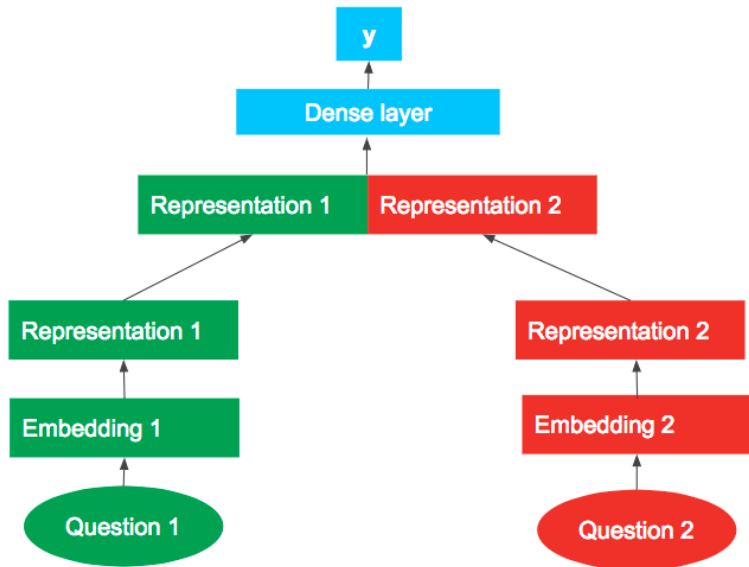 y
Dense layer
Representation 1
Representation 2
Representation 1
Representation 2
Embedding 1
Embedding 2
Question 1
Question 2